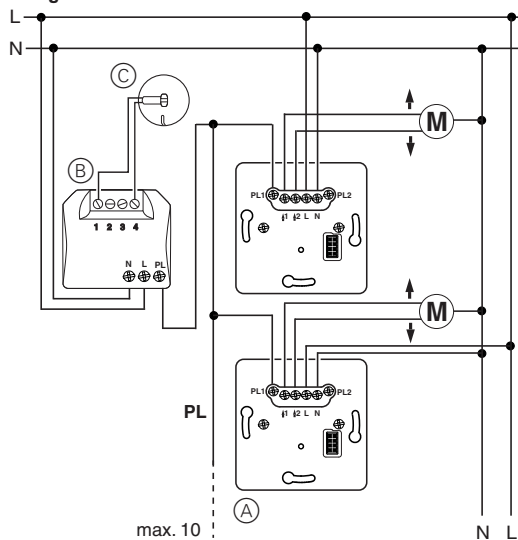 L
N
C
B
M
PL1
PL2
1 2 3 4
↕1 ↕2 L N
N L PL
M
PL1
PL2
↕1 ↕2 L N
PL
A
max. 10
N L